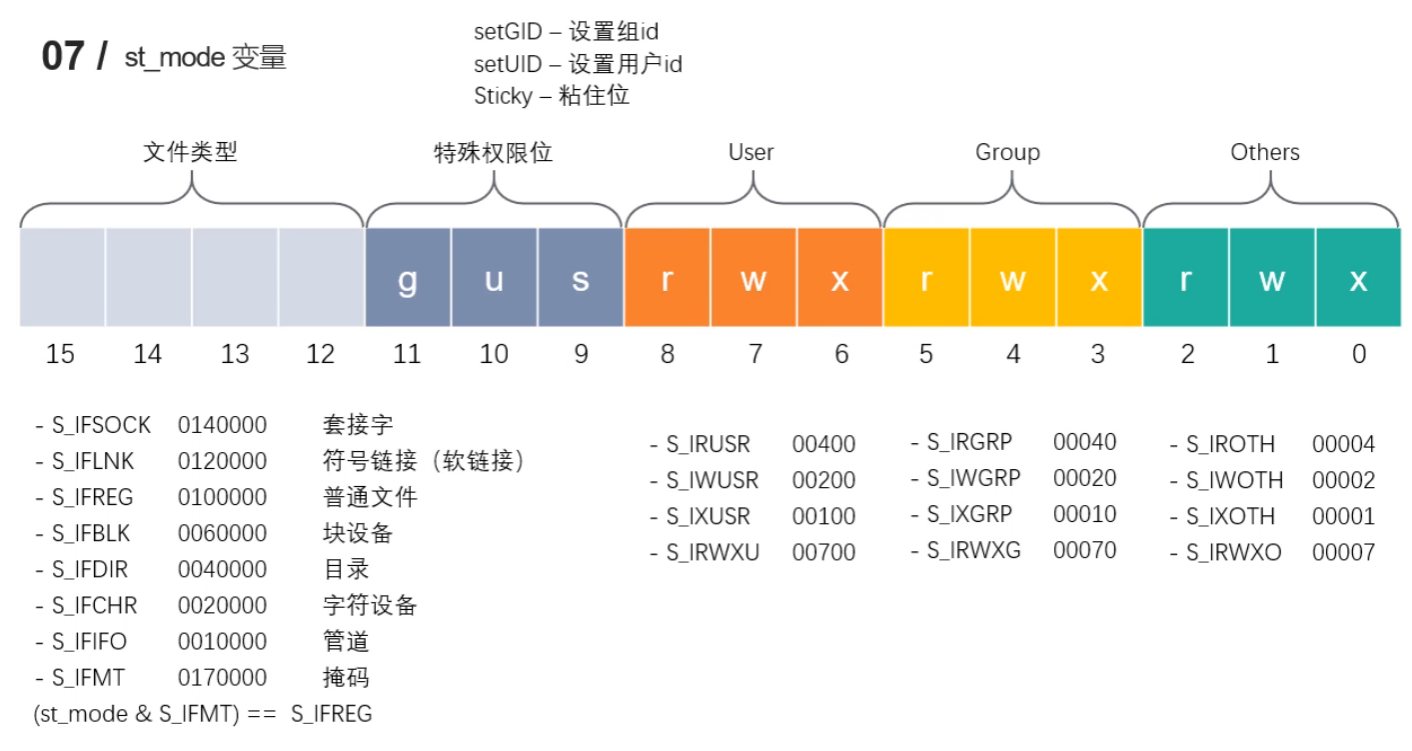 07 / st_mode 变量
setGID – 设置组id
setUID – 设置用户id
Sticky – 粘住位
文件类型 特殊权限位 User Group Others
g u s r w x r w x r w x
15 14 13 12 11 10 9 8 7 6 5 4 3 2 1 0
- S_IFSOCK 0140000 套接字
- S_IFLNK 0120000 符号链接（软链接）
- S_IFREG 0100000 普通文件
- S_IFBLK 0060000 块设备
- S_IFDIR 0040000 目录
- S_IFCHR 0020000 字符设备
- S_IFIFO 0010000 管道
- S_IFMT 0170000 掩码
(st_mode & S_IFMT) == S_IFREG
- S_IRUSR 00400
- S_IWUSR 00200
- S_IXUSR 00100
- S_IRWXU 00700
- S_IRGRP 00040
- S_IWGRP 00020
- S_IXGRP 00010
- S_IRWXG 00070
- S_IROTH 00004
- S_IWOTH 00002
- S_IXOTH 00001
- S_IRWXO 00007